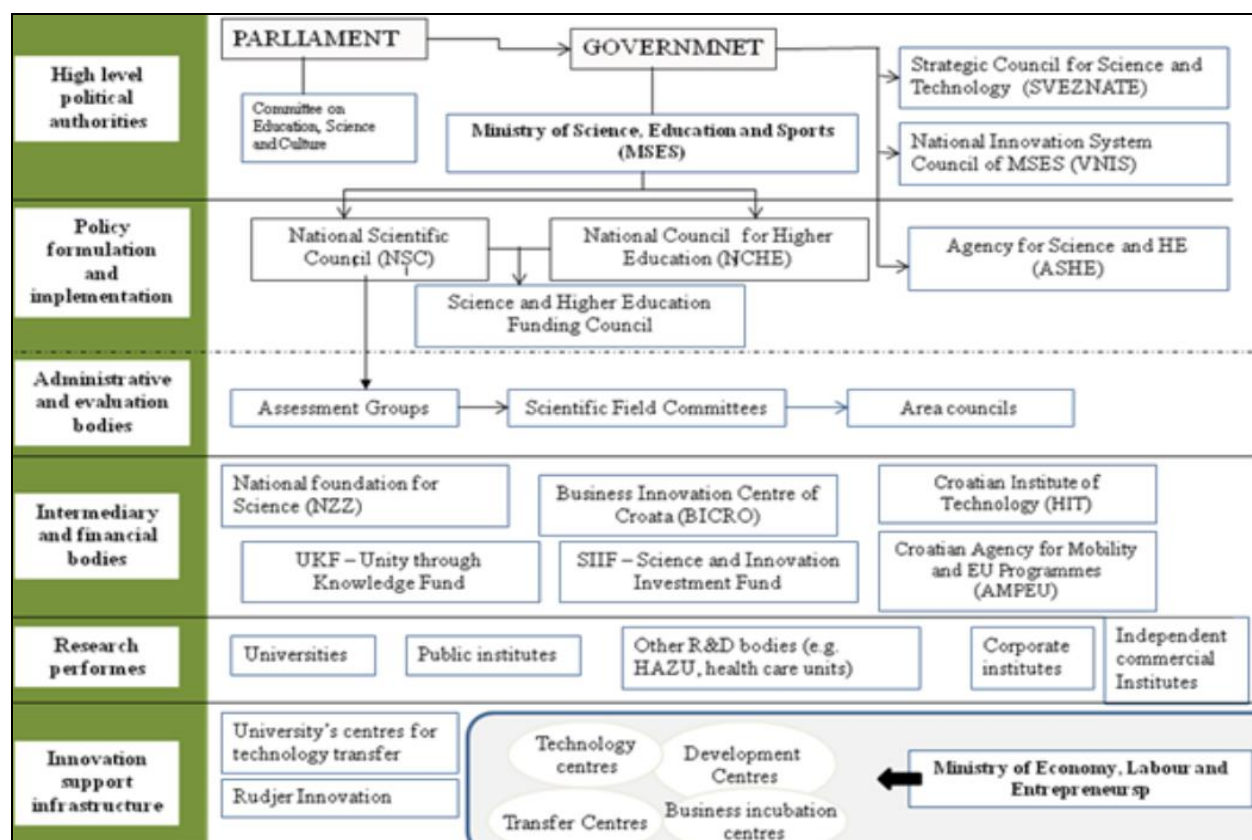 High level
political
authorities
PARLIAMENT
GOVERNMNET
Committee on
Education, Science
and Culture
Ministry of Science, Education and Sports
(MSES)
Strategic Council for Science and
Technology (SVEZNATE)
National Innovation System
Council of MSES (VNIS)
Policy
formulation
and
implementation
National Scientific
Council (NSC)
National Council for Higher
Education (NCHE)
Agency for Science and HE
(ASHE)
Science and Higher Education
Funding Council
Administrative
and evaluation
bodies
Assessment Groups
Scientific Field Committees
Area councils
Intermediary
and financial
bodies
National foundation for
Science (NZZ)
Business Innovation Centre of
Croata (BICRO)
Croatian Institute of
Technology (HIT)
UKF – Unity through
Knowledge Fund
SIIF – Science and Innovation
Investment Fund
Croatian Agency for Mobility
and EU Programmes
(AMPEU)
Research
performes
Universities
Public institutes
Other R&D bodies (e.g.
HAZU, health care units)
Corporate
institutes
Independent
commercial
Institutes
Innovation
support
infrastructure
University's centres for
technology transfer
Rudjer Innovation
Technology
centres
Development
Centres
Transfer Centres
Business incubation
centres
Ministry of Economy, Labour and
Entrepreneursp